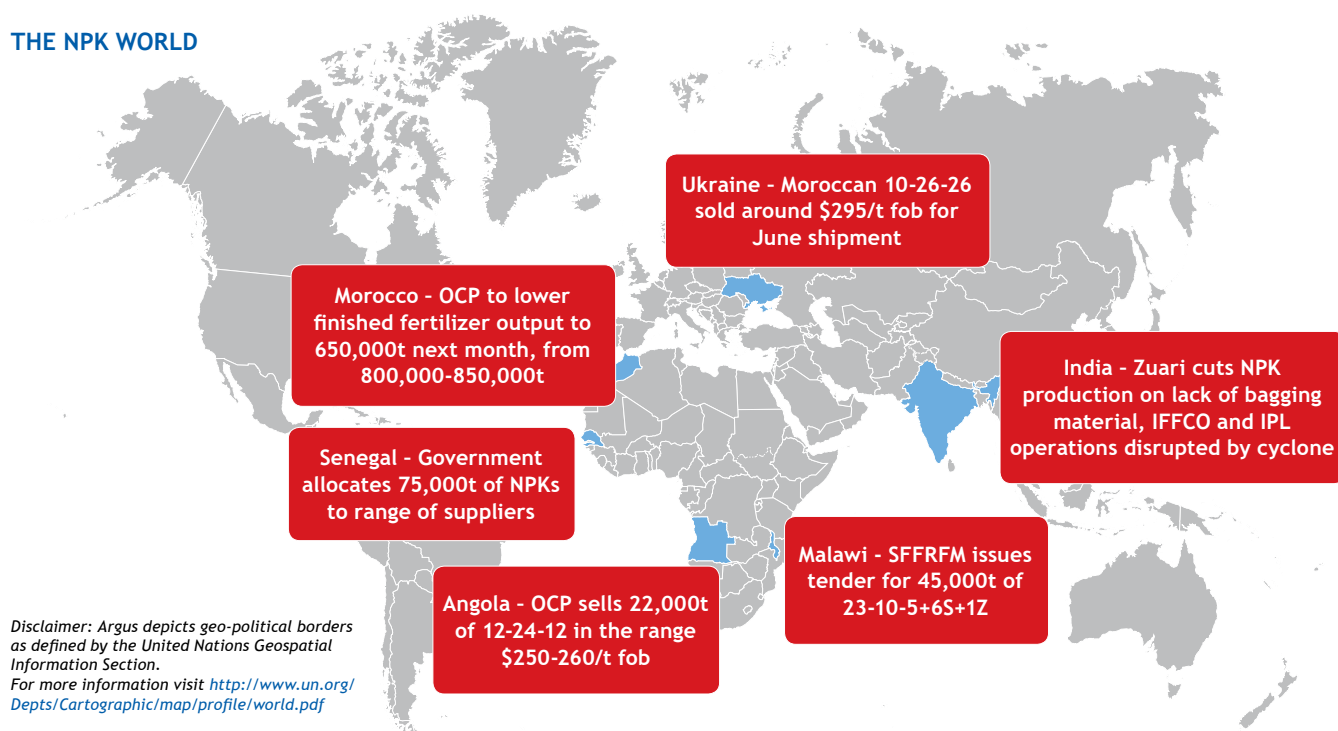 THE NPK WORLD
Ukraine - Moroccan 10-26-26
sold around $295/t fob for
June shipment
Morocco - OCP to lower
finished fertilizer output to
650,000t next month, from
800,000-850,000t
India - Zuari cuts NPK
production on lack of bagging
material, IFFCO and IPL
operations disrupted by cyclone
Senegal - Government
allocates 75,000t of NPKs
to range of suppliers
Malawi - SFFRFM issues
tender for 45,000t of
23-10-5+6S+1Z
Angola - OCP sells 22,000t
of 12-24-12 in the range
$250-260/t fob
Disclaimer: Argus depicts geo-political borders
as defined by the United Nations Geospatial
Information Section.
For more information visit http://www.un.org/
Depts/Cartographic/map/profile/world.pdf